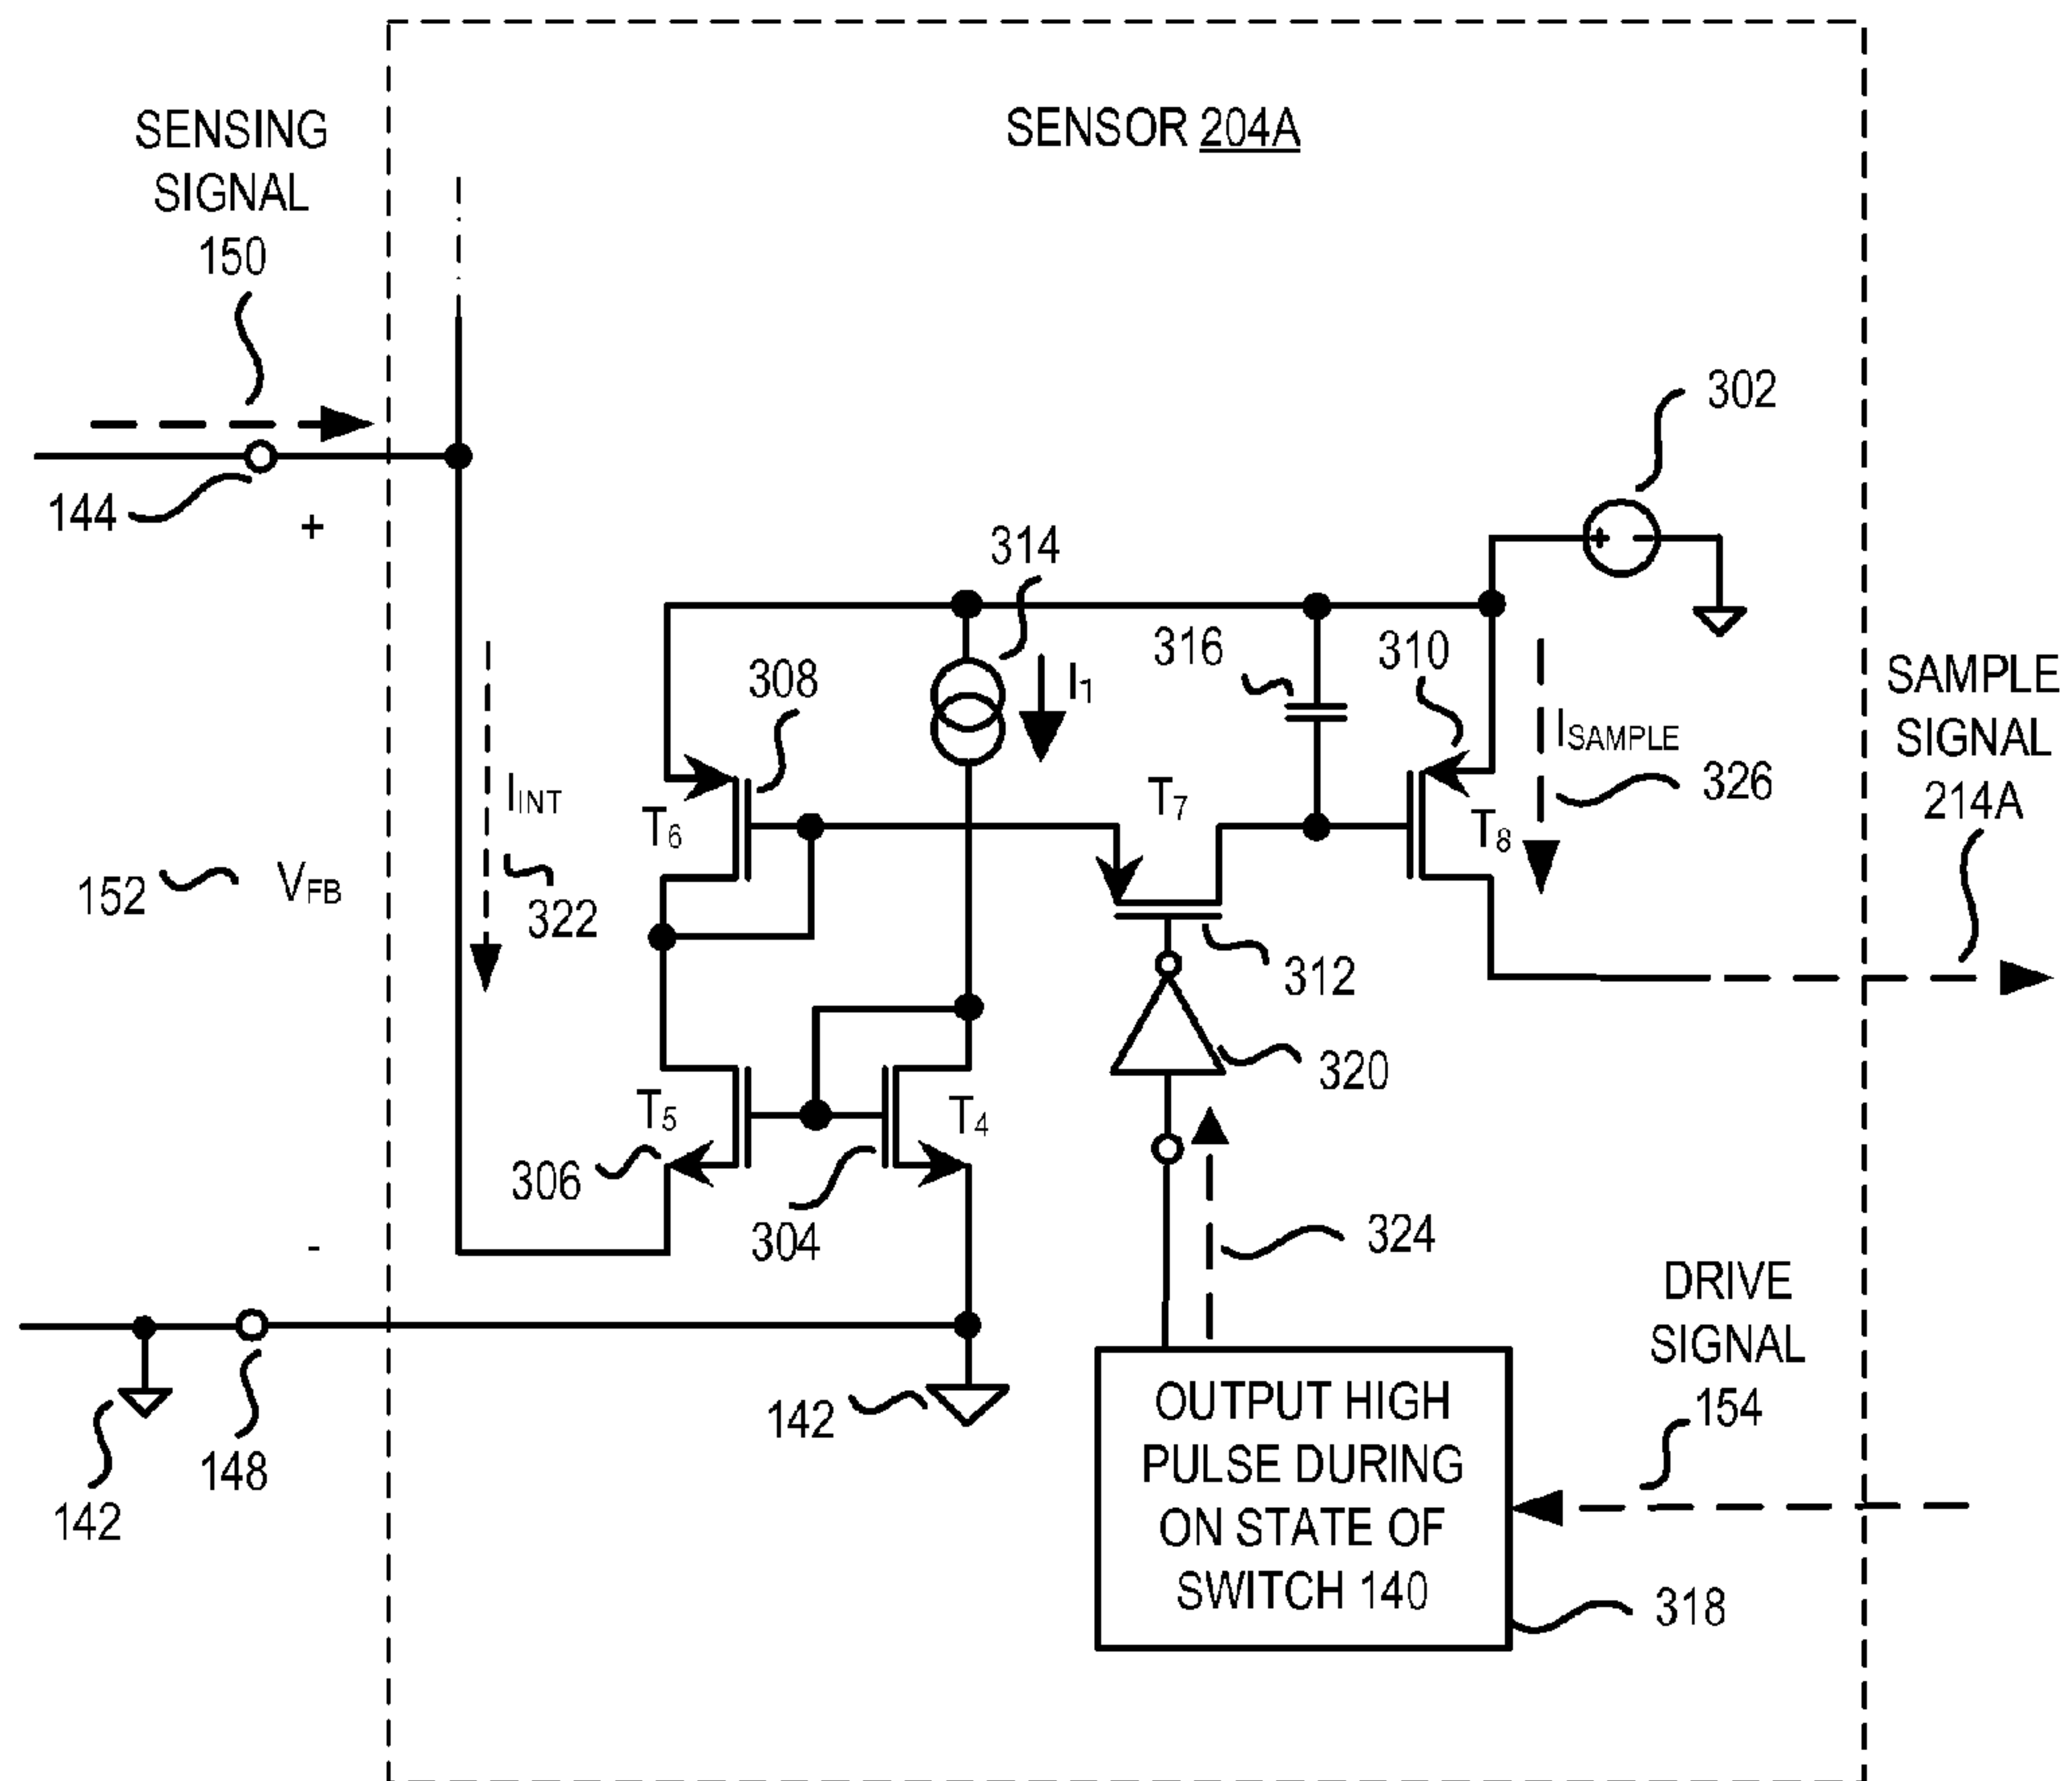 SENSOR 204A
SENSING
SIGNAL
150
144
+
302
314
I1
316
310
308
ISAMPLE
326
SAMPLE
SIGNAL
214A
T6
T7
T8
IINT
322
152
VFB
+ -
312
320
T5
T4
306
304
324
-
DRIVE
SIGNAL
154
142
148
142
OUTPUT HIGH
PULSE DURING
ON STATE OF
SWITCH 140
318